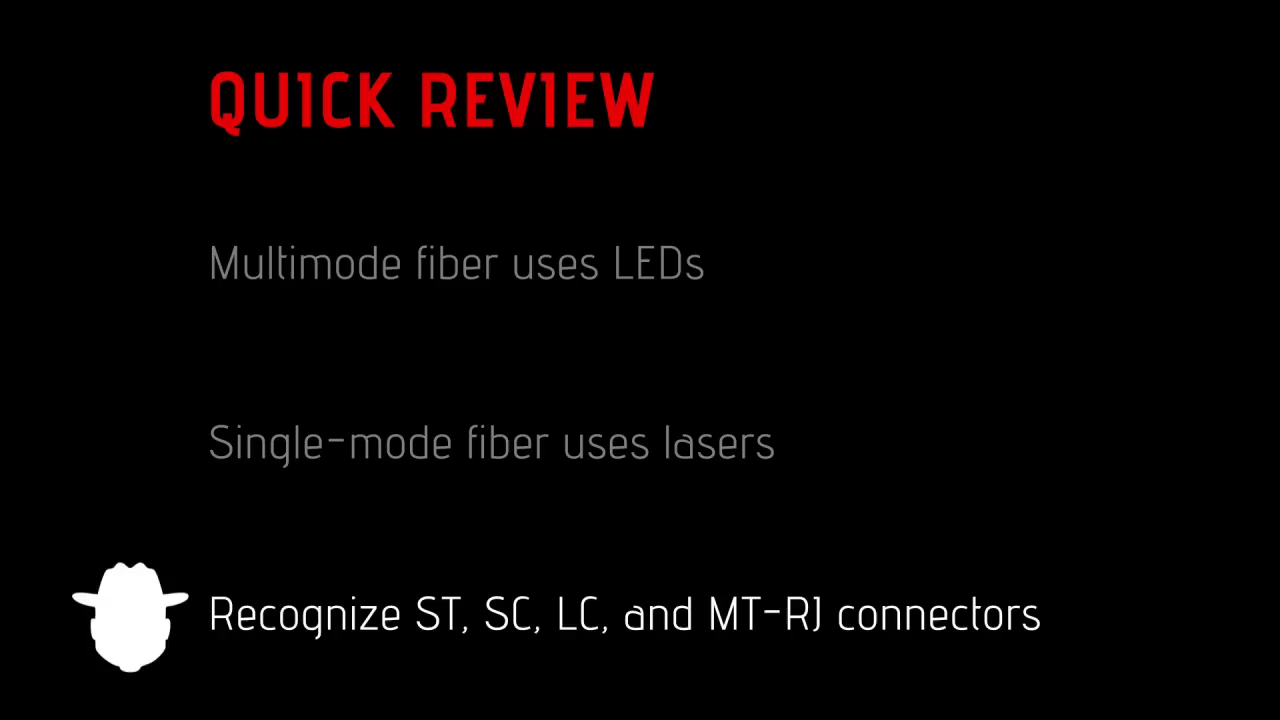 QUICK REVIEW
Multimode fiber uses LEDs
Single-mode fiber uses lasers
Recognize ST, SC, LC, and MT-RJ connectors